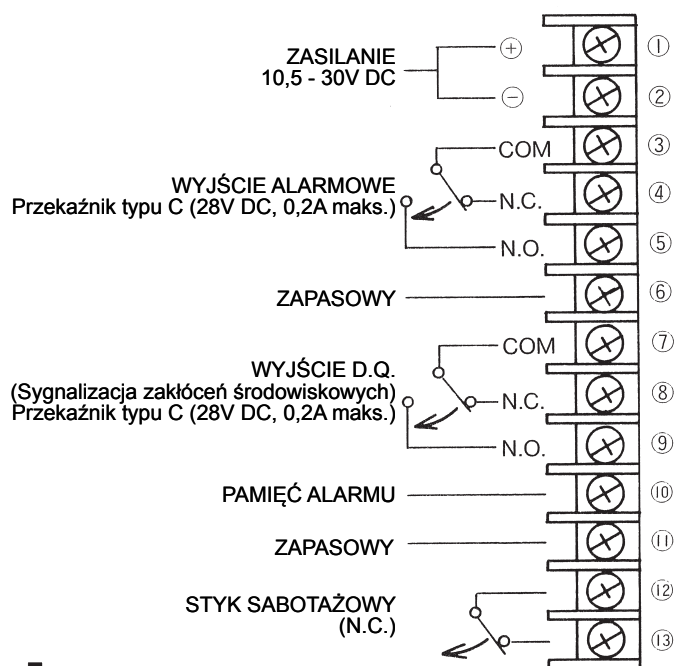 ZASILANIE
10,5 - 30V DC
+
−
①
②
WYJŚCIE ALARMOWE
Przekaźnik typu C (28V DC, 0,2A maks.)
COM
③
N.C.
④
N.O.
⑤
ZAPASOWY
⑥
WYJŚCIE D.Q.
(Sygnalizacja zakłóceń środowiskowych)
Przekaźnik typu C (28V DC, 0,2A maks.)
COM
⑦
N.C.
⑧
N.O.
⑨
PAMIĘĆ ALARMU
⑩
ZAPASOWY
⑪
STYK SABOTAŻOWY
(N.C.)
⑫
⑬